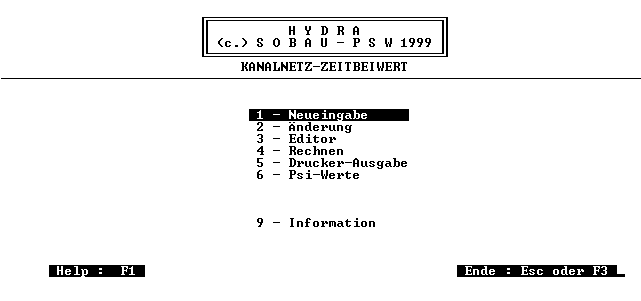 H Y D R A
(c.) S O B A U - P S W 1999
KANALNETZ-ZEITBEIWERT
1 - Neueingabe
2 - Änderung
3 - Editor
4 - Rechnen
5 - Drucker-Ausgabe
6 - Psi-Werte
9 - Information
Help : F1
Ende : Esc oder F3